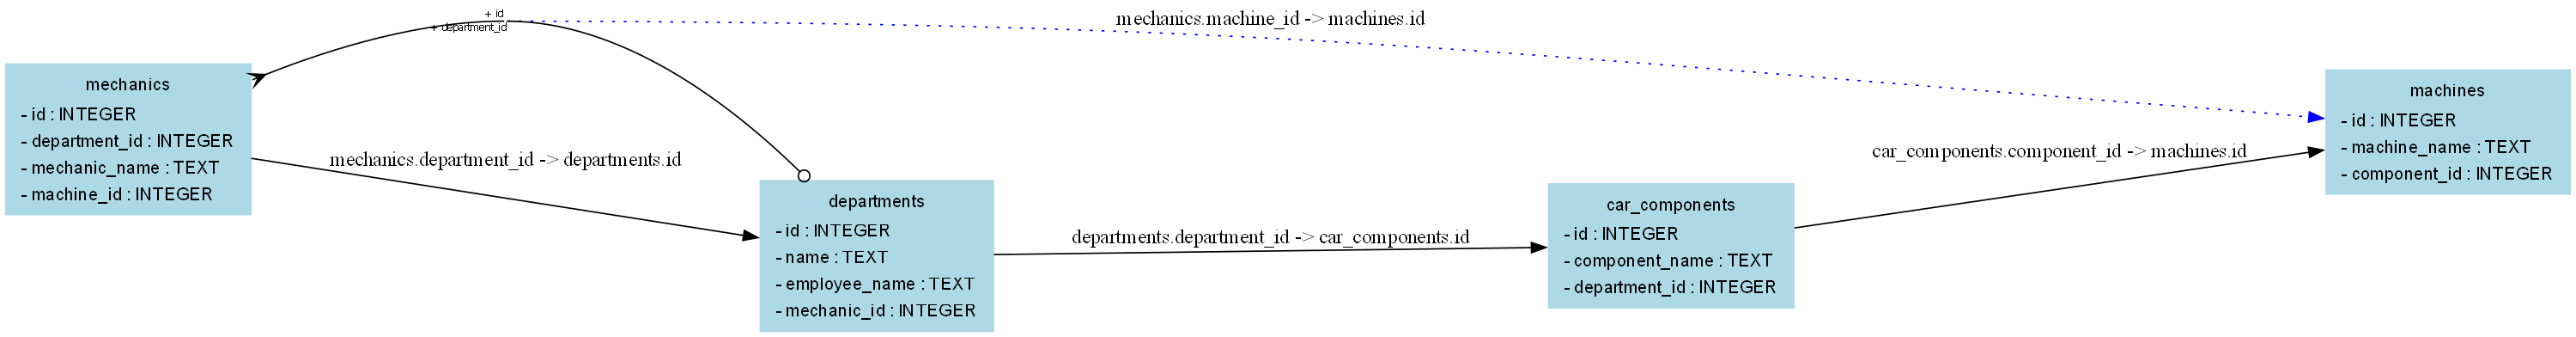 + id
+ department_id
mechanics.machine_id -> machines.id
mechanics
- id : INTEGER
- department_id : INTEGER
- mechanic_name : TEXT
- machine_id : INTEGER
mechanics.department_id -> departments.id
departments
- id : INTEGER
- name : TEXT
- employee_name : TEXT
- mechanic_id : INTEGER
departments.department_id -> car_components.id
car_components
- id : INTEGER
- component_name : TEXT
- department_id : INTEGER
car_components.component_id -> machines.id
machines
- id : INTEGER
- machine_name : TEXT
- component_id : INTEGER